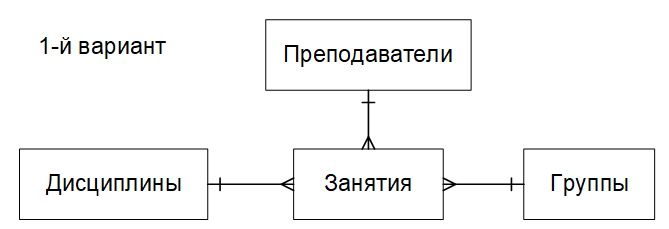 1-й вариант
Преподаватели
Дисциплины
Занятия
Группы